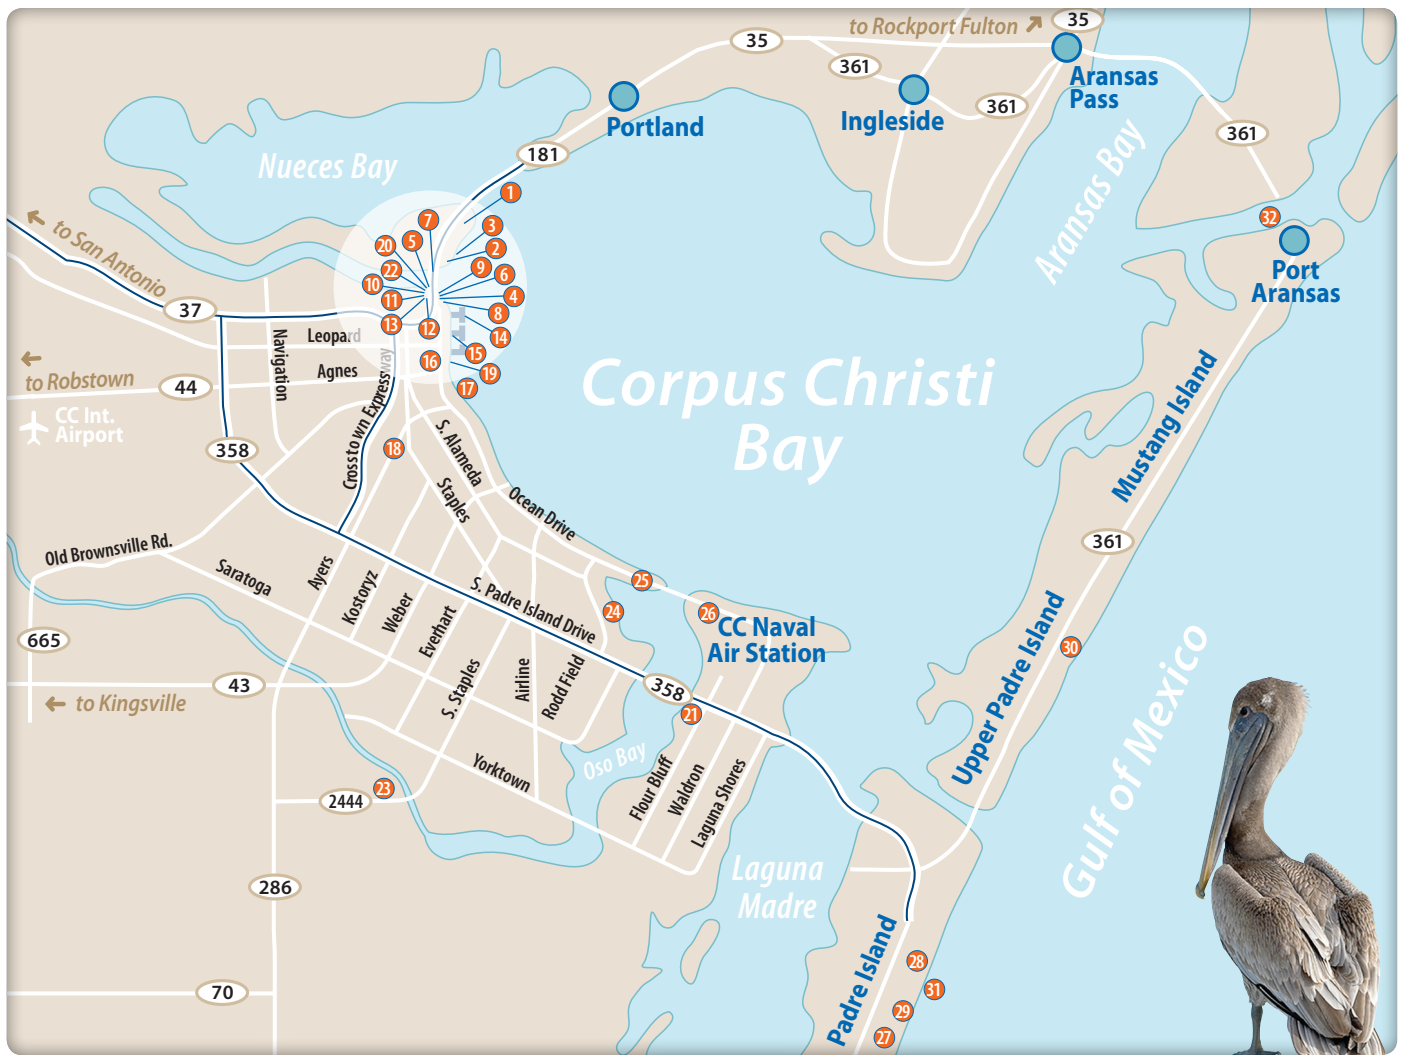 to Rockport Fulton
35
35
361
Aransas
Pass
Portland
Ingleside
361
361
181
Nueces Bay
Aransas Bay
1
7
3
20
5
2
22
9
6
10
11
4
8
13
12
14
15
16
19
17
32
Port
Aransas
to San Antonio
37
Leopard
Navigation
Agnes
to Robstown
44
CC Int.
Airport
Crosstown Expressway
358
18
S. Alameda
Staples
Ocean Drive
Corpus Christi
Bay
Mustang Island
361
Old Brownsville Rd.
Saratoga
Ayers
Kostoryz
Weber
Everhart
S. Padre Island Drive
25
24
26
CC Naval
Air Station
665
43
to Kingsville
S. Staples
Airline
Rodd Field
358
21
Upper Padre Island
30
Gulf of Mexico
Oso Bay
Yorktown
Flour Bluff
Waldron
Laguna Shores
23
2444
286
Laguna
Madre
Padre Island
28
31
29
27
70